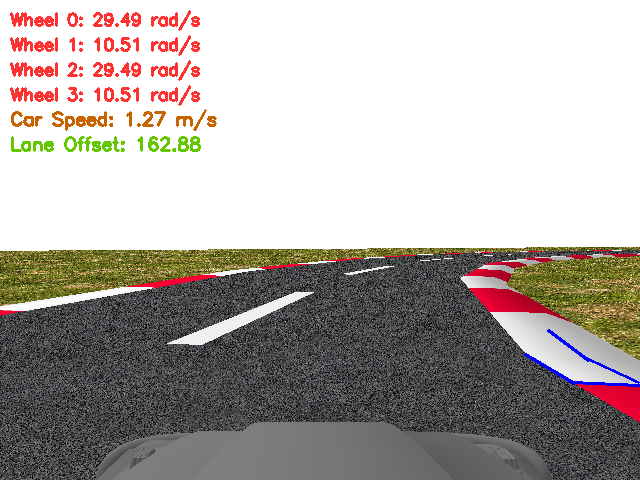 Wheel 0: 29.49 rad/s
Wheel 1: 10.51 rad/s
Wheel 2: 29.49 rad/s
Wheel 3: 10.51 rad/s
Car Speed: 1.27 m/s
Lane Offset: 162.88